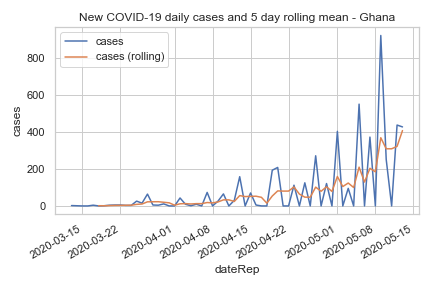 New COVID-19 daily cases and 5 day rolling mean - Ghana
cases
cases (rolling)
cases
800
600
400
200
0
2020-03-15
2020-03-22
2020-04-01
2020-04-08
2020-04-15
2020-04-22
2020-05-01
2020-05-08
2020-05-15
dateRep